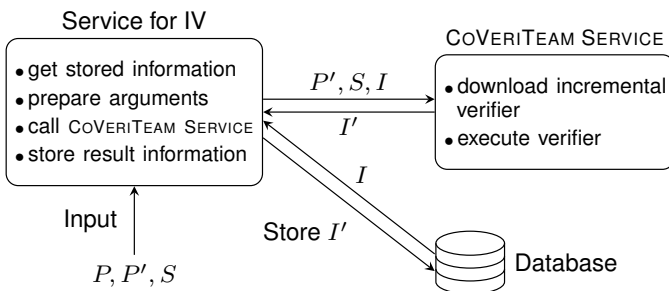 Service for IV
• get stored information
• prepare arguments
• call COVERITEAM SERVICE
• store result information
P′, S, I
I′
COVERITEAM SERVICE
• download incremental
verifier
• execute verifier
I
Store I′
Input
P, P′, S
Database